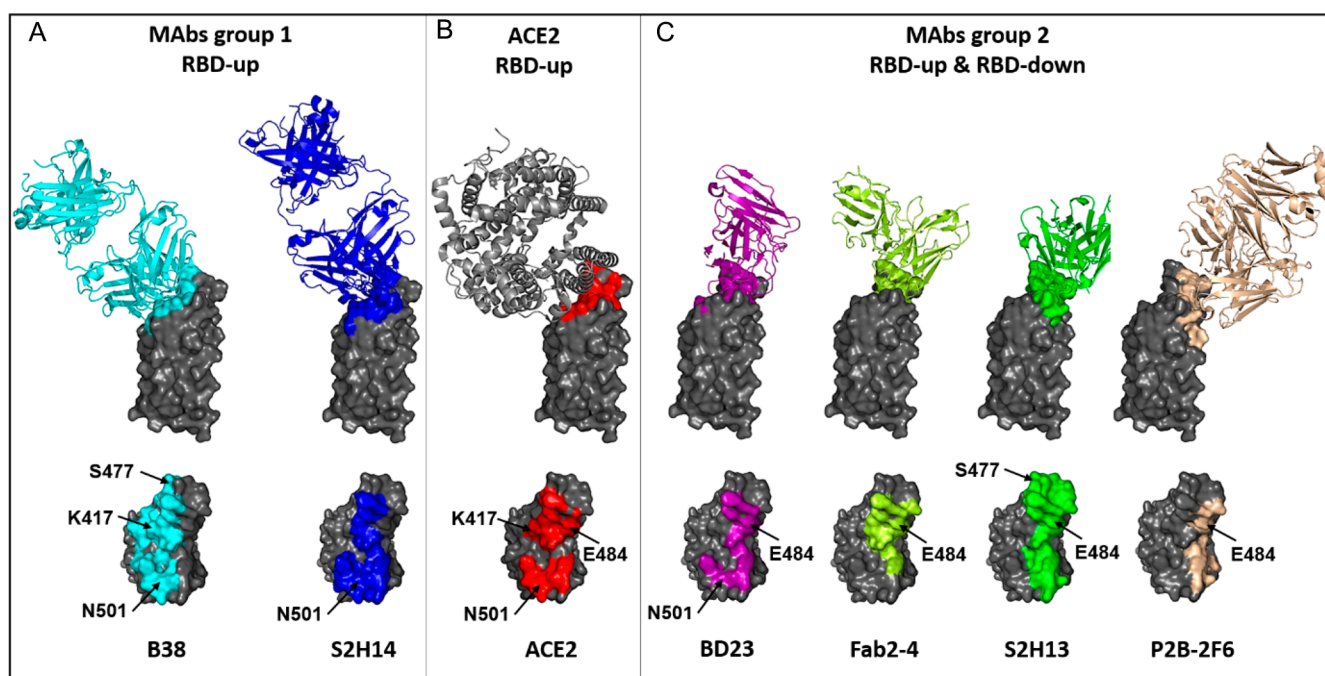 A
MAbs group 1
RBD-up
B
ACE2
RBD-up
C
MAbs group 2
RBD-up & RBD-down
S477
K417
N501
B38
N501
S2H14
K417
E484
N501
ACE2
E484
N501
BD23
E484
Fab2-4
S477
E484
S2H13
E484
P2B-2F6